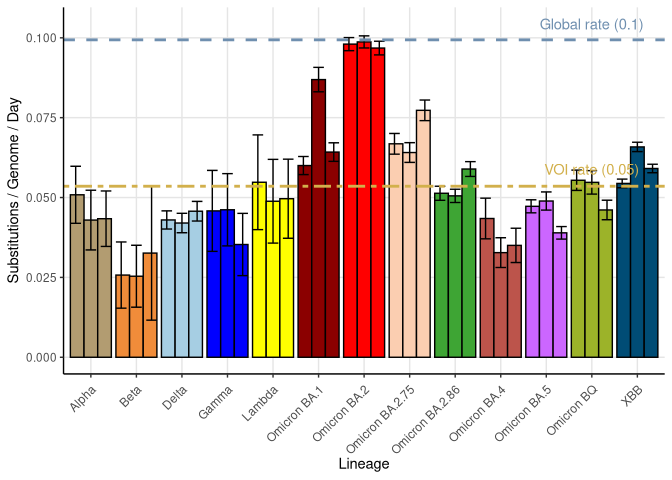 Global rate (0.1)
VOI rate (0.05)
Substitutions / Genome / Day
0.100
0.075
0.050
0.025
0.000
Alpha
Beta
Delta
Gamma
Lambda
Omicron BA.1
Omicron BA.2
Omicron BA.2.75
Omicron BA.2.86
Omicron BA.4
Omicron BA.5
Omicron BQ
XBB
Lineage